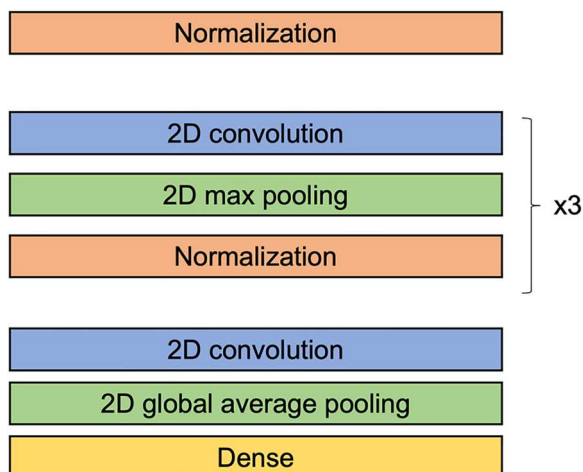 Normalization
2D convolution
2D max pooling
x3
Normalization
2D convolution
2D global average pooling
Dense